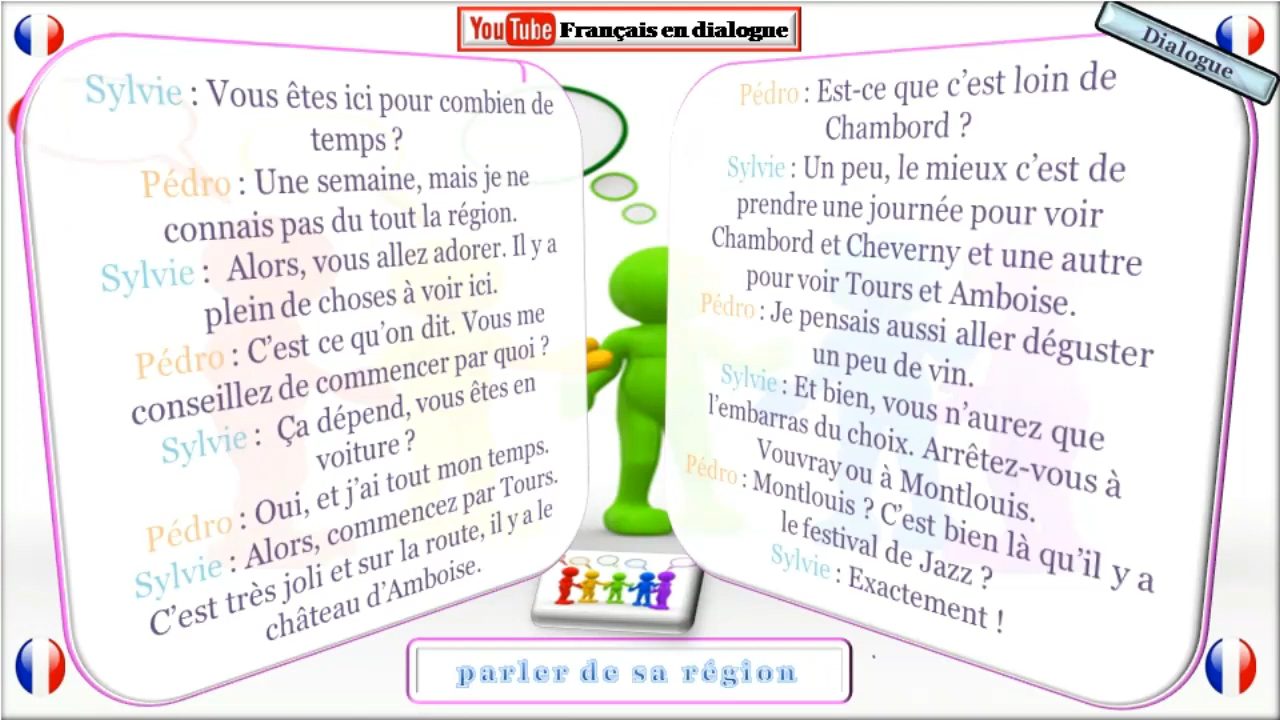 YouTube Français en dialogue
Dialogue
Sylvie : Vous êtes ici pour combien de
temps ?
Pédro : Une semaine, mais je ne
connais pas du tout la région.
Sylvie : Alors, vous allez adorer. Il y a
plein de choses à voir ici.
Pédro : C’est ce qu’on dit. Vous me
conseillez de commencer par quoi ?
Sylvie : Ça dépend, vous êtes en
voiture ?
Pédro : Oui, et j’ai tout mon temps.
Sylvie : Alors, commencez par Tours.
C’est très joli et sur la route, il y a le
château d’Amboise.
Pédro : Est-ce que c’est loin de
Chambord ?
Sylvie : Un peu, le mieux c’est de
prendre une journée pour voir
Chambord et Cheverny et une autre
pour voir Tours et Amboise.
Pédro : Je pensais aussi aller déguster
un peu de vin.
Sylvie : Et bien, vous n’aurez que
l’embarras du choix. Arrêtez-vous à
Vouvray ou à Montlouis.
Pédro : Montlouis ? C’est bien là qu’il y a
le festival de Jazz ?
Sylvie : Exactement !
parler de sa région